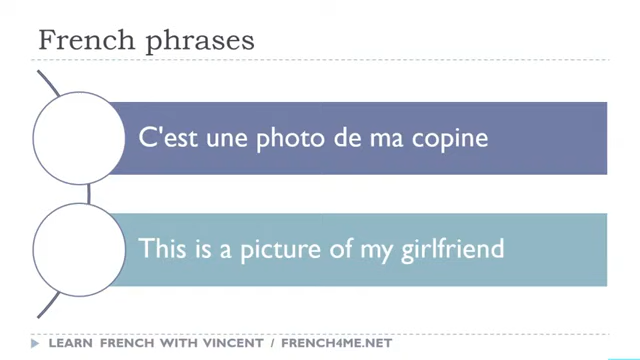 French phrases
C'est une photo de ma copine
This is a picture of my girlfriend
LEARN FRENCH WITH VINCENT / FRENCH4ME.NET